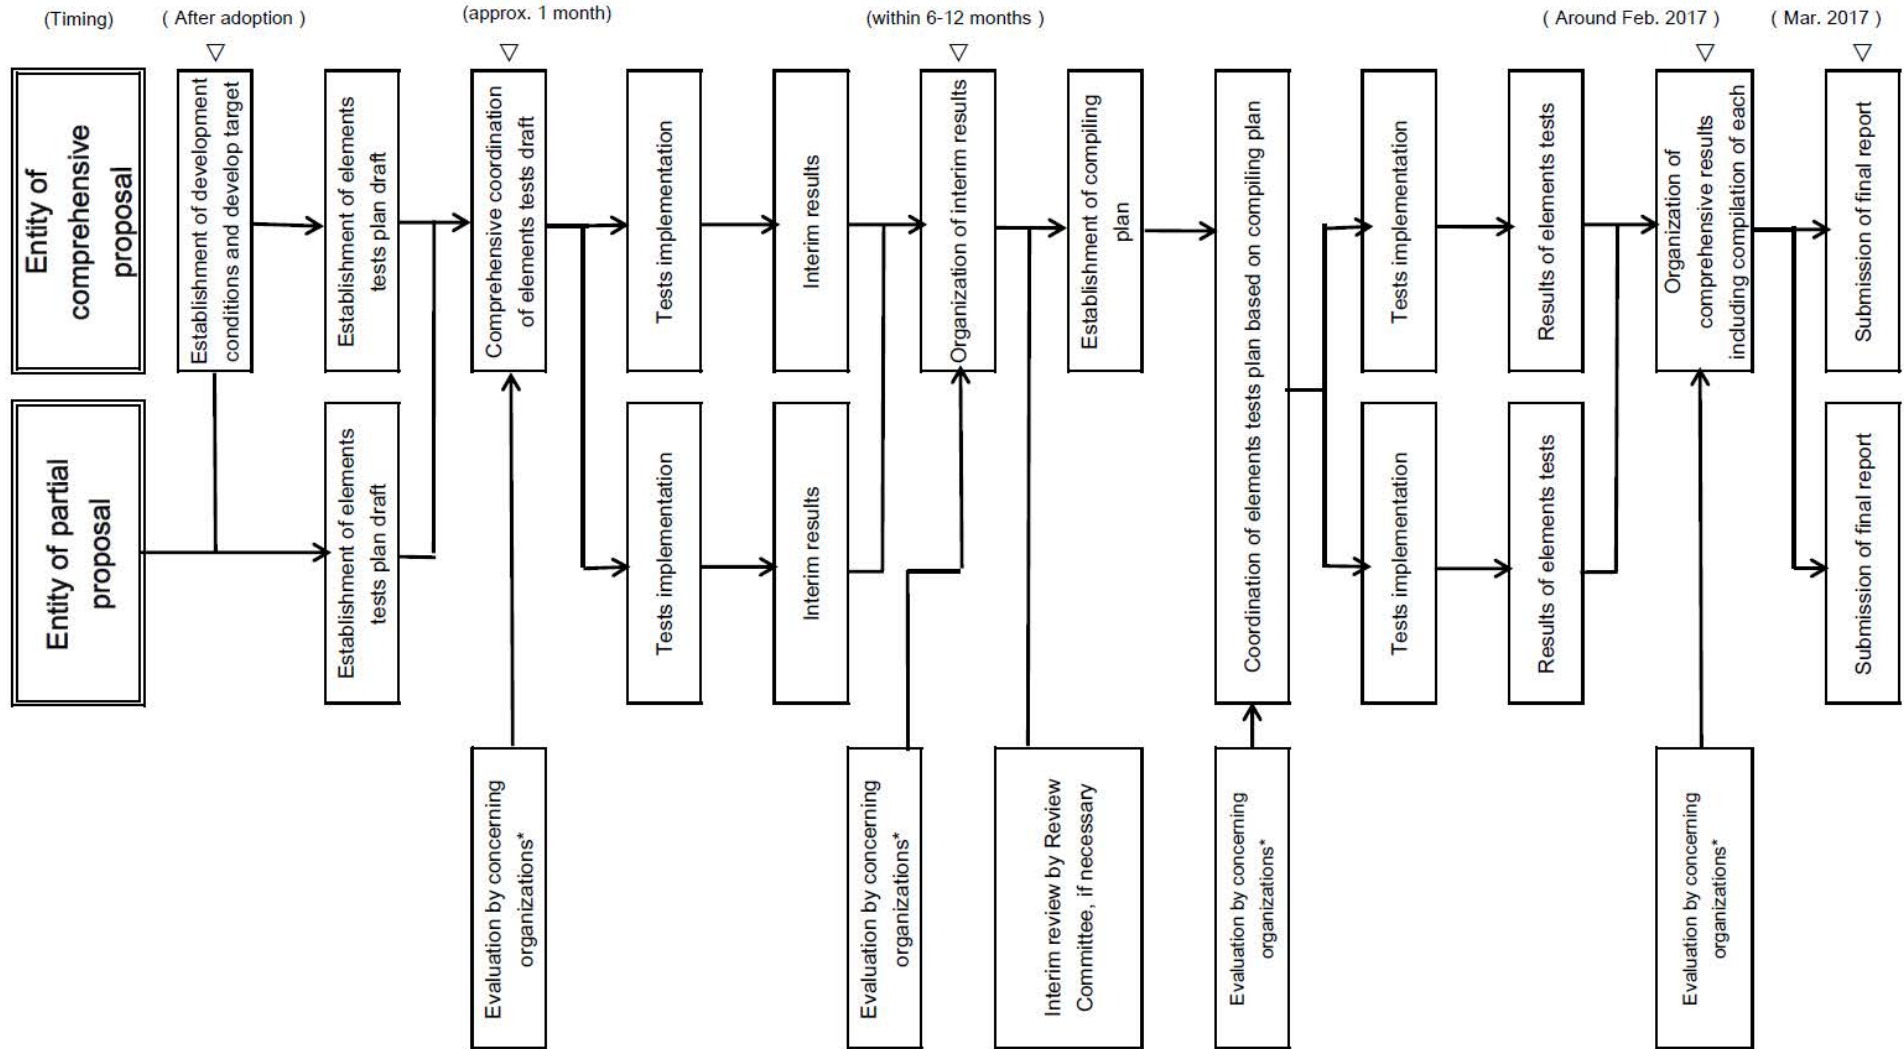 (Timing)
( After adoption )
(approx. 1 month)
(within 6-12 months )
( Around Feb. 2017 )
( Mar. 2017 )
Entity of
comprehensive
proposal
Establishment of development
conditions and develop target
Establishment of elements
tests plan draft
Comprehensive coordination
of elements tests draft
Tests implementation
Interim results
Organization of interim results
Establishment of compiling
plan
Coordination of elements tests plan based on compiling plan
Tests implementation
Results of elements tests
Organization of
comprehensive results
including compilation of each
Submission of final report
Entity of partial
proposal
Establishment of elements
tests plan draft
Tests implementation
Interim results
Tests implementation
Results of elements tests
Submission of final report
Evaluation by concerning
organizations*
Evaluation by concerning
organizations*
Interim review by Review
Committee, if necessary
Evaluation by concerning
organizations*
Evaluation by concerning
organizations*